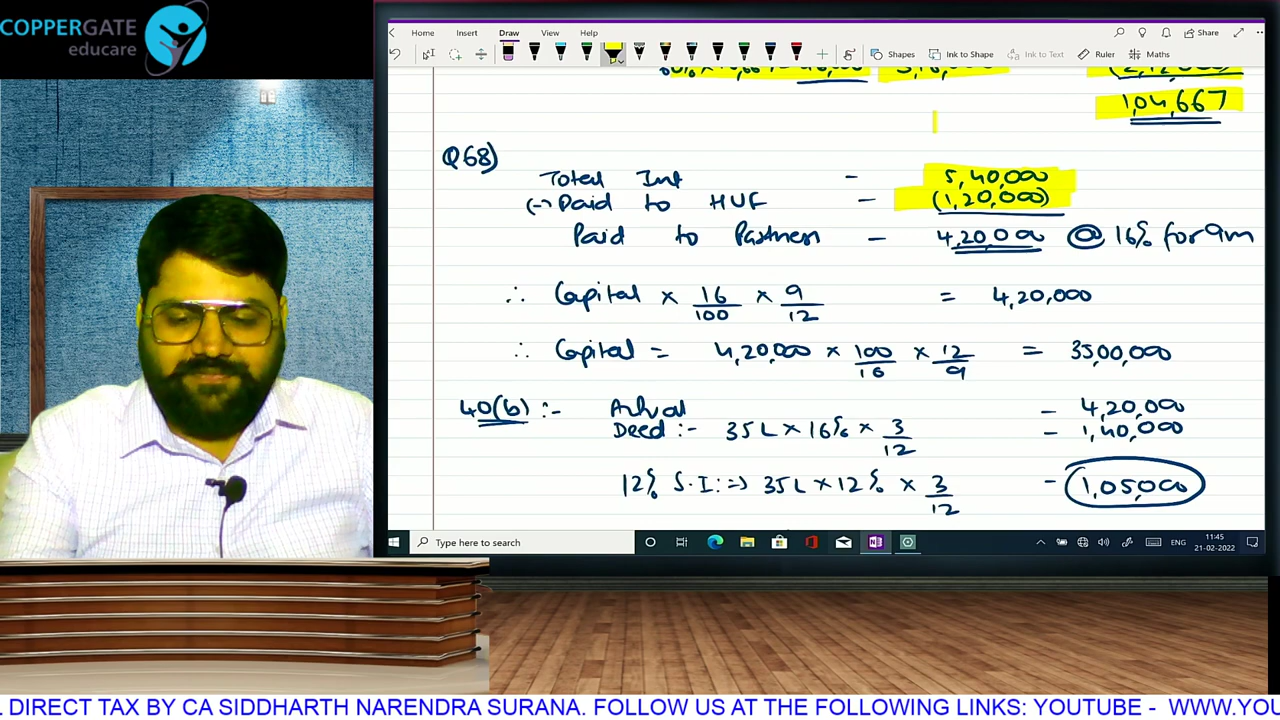 COPPERGATE
educare
Home Insert Draw View Help
Share
Shapes Ink to Shape Ink to Text Ruler Maths
1,04,667
Q68)
Total Int - 5,40,000
(-) Paid to HUF - (1,20,000)
Paid to Partners - 4,20,000 @ 16% for 9m
∴ Capital × 16/100 × 9/12 = 4,20,000
∴ Capital = 4,20,000 × 100/16 × 12/9 = 35,00,000
40(b) :- Actual - 4,20,000
Deed :- 35L × 16% × 3/12 - 1,40,000
12% S.I :=> 35L × 12% × 3/12 - 1,05,000
Type here to search
ENG
11:45
21-02-2022
. DIRECT TAX BY CA SIDDHARTH NARENDRA SURANA. FOLLOW US AT THE FOLLOWING LINKS: YOUTUBE - WWW.YOU